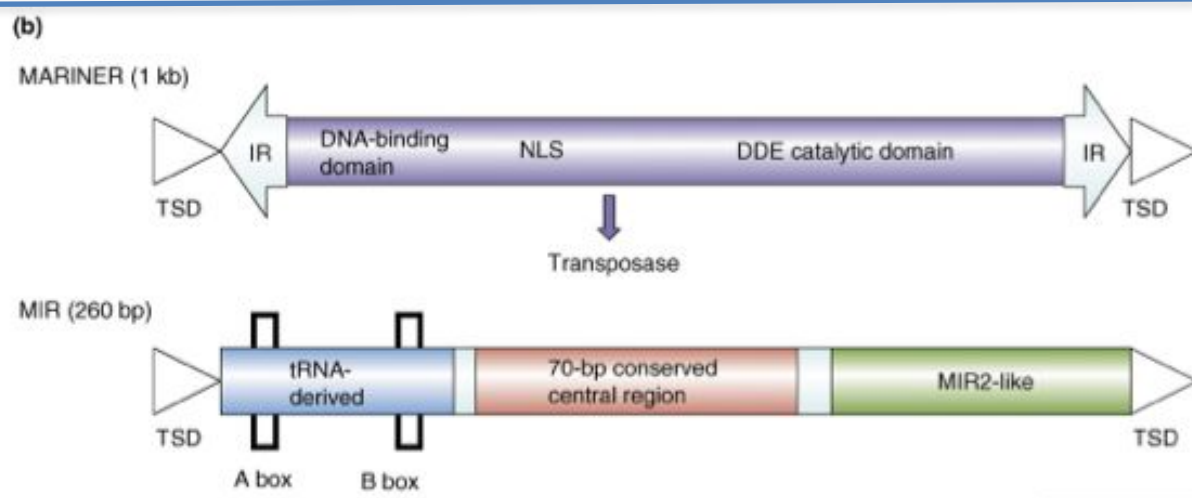 (b)
MARINER (1 kb)
IR
DNA-binding
domain
NLS
DDE catalytic domain
IR
TSD
TSD
Transposase
MIR (260 bp)
tRNA-
derived
70-bp conserved
central region
MIR2-like
TSD
TSD
A box
B box